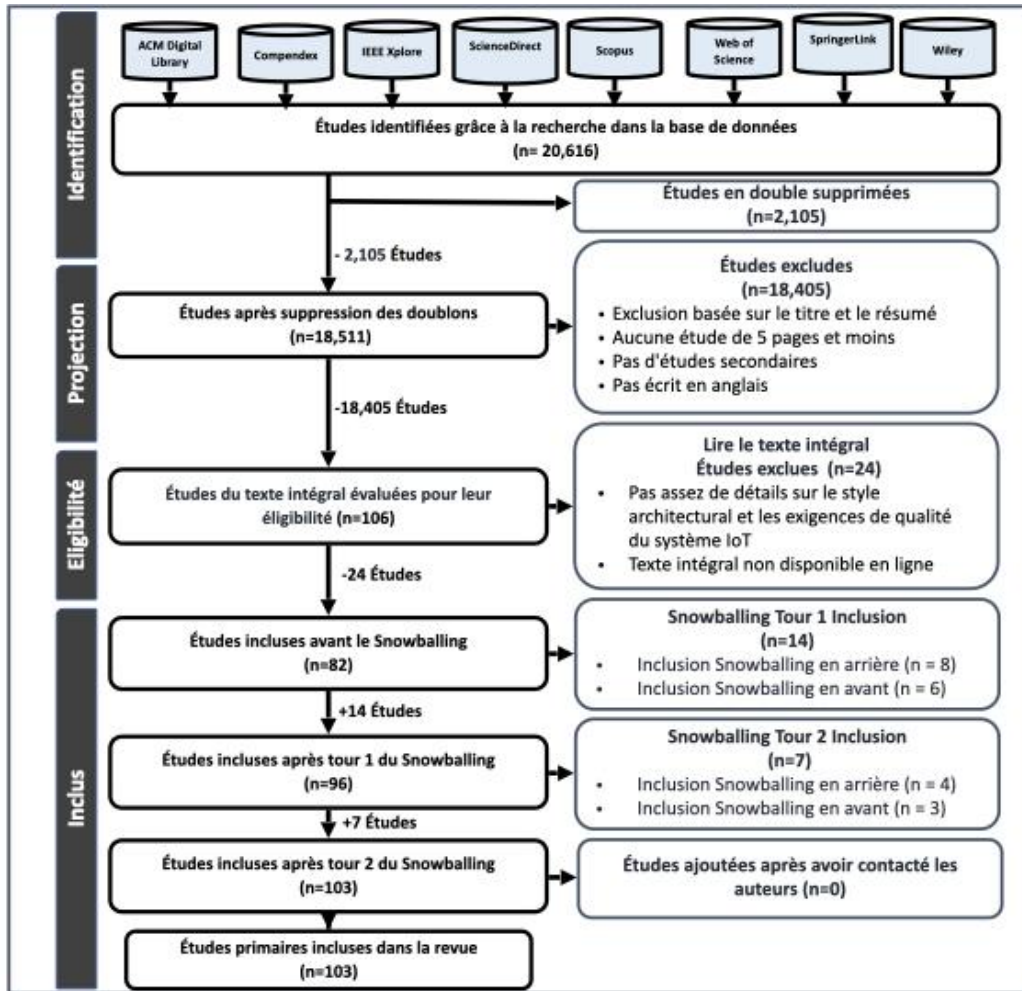 ACM Digital
Library
Compendex
IEEE Xplore
ScienceDirect
Scopus
Web of
Science
SpringerLink
Wiley
Identification
Études identifiées grâce à la recherche dans la base de données
(n= 20,616)
Études en double supprimées
(n=2,105)
- 2,105 Études
Projection
Études après suppression des doublons
(n=18,511)
Études excludes
(n=18,405)
• Exclusion basée sur le titre et le résumé
• Aucune étude de 5 pages et moins
• Pas d'études secondaires
• Pas écrit en anglais
-18,405 Études
Eligibilité
Études du texte intégral évaluées pour leur
éligibilité (n=106)
Lire le texte intégral
Études exclues (n=24)
• Pas assez de détails sur le style
architectural et les exigences de qualité
du système IoT
• Texte intégral non disponible en ligne
-24 Études
Inclus
Études incluses avant le Snowballing
(n=82)
Snowballing Tour 1 Inclusion
(n=14)
• Inclusion Snowballing en arrière (n = 8)
• Inclusion Snowballing en avant (n = 6)
+14 Études
Études incluses après tour 1 du Snowballing
(n=96)
Snowballing Tour 2 Inclusion
(n=7)
• Inclusion Snowballing en arrière (n = 4)
• Inclusion Snowballing en avant (n = 3)
+7 Études
Études incluses après tour 2 du Snowballing
(n=103)
Études ajoutées après avoir contacté les
auteurs (n=0)
Études primaires incluses dans la revue
(n=103)